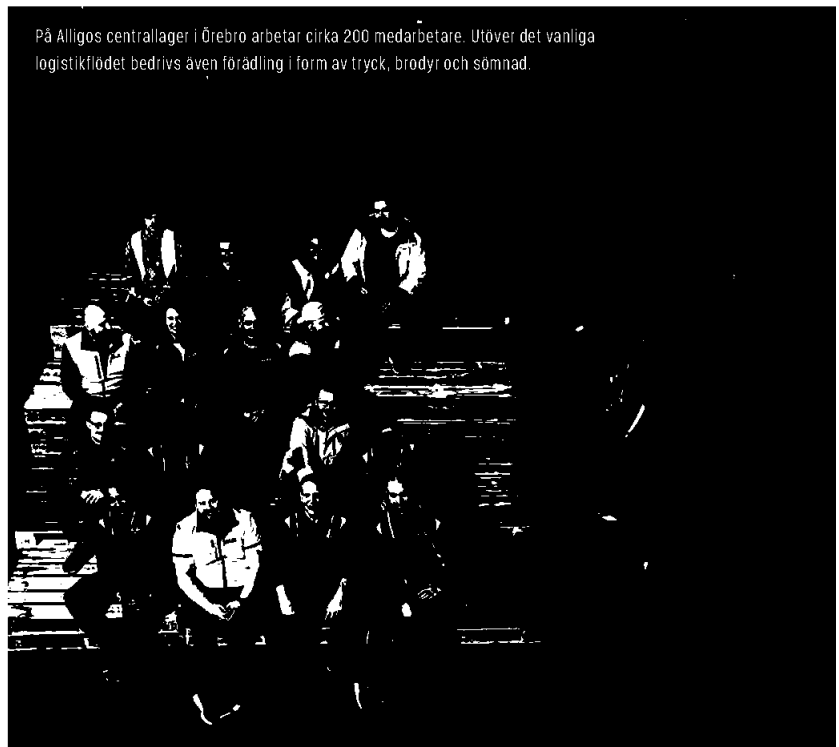 På Alligos centrallager i Örebro arbetar cirka 200 medarbetare. Utöver det vanliga
logistikflödet bedrivs även förädling i form av tryck, brodyr och sömnad.